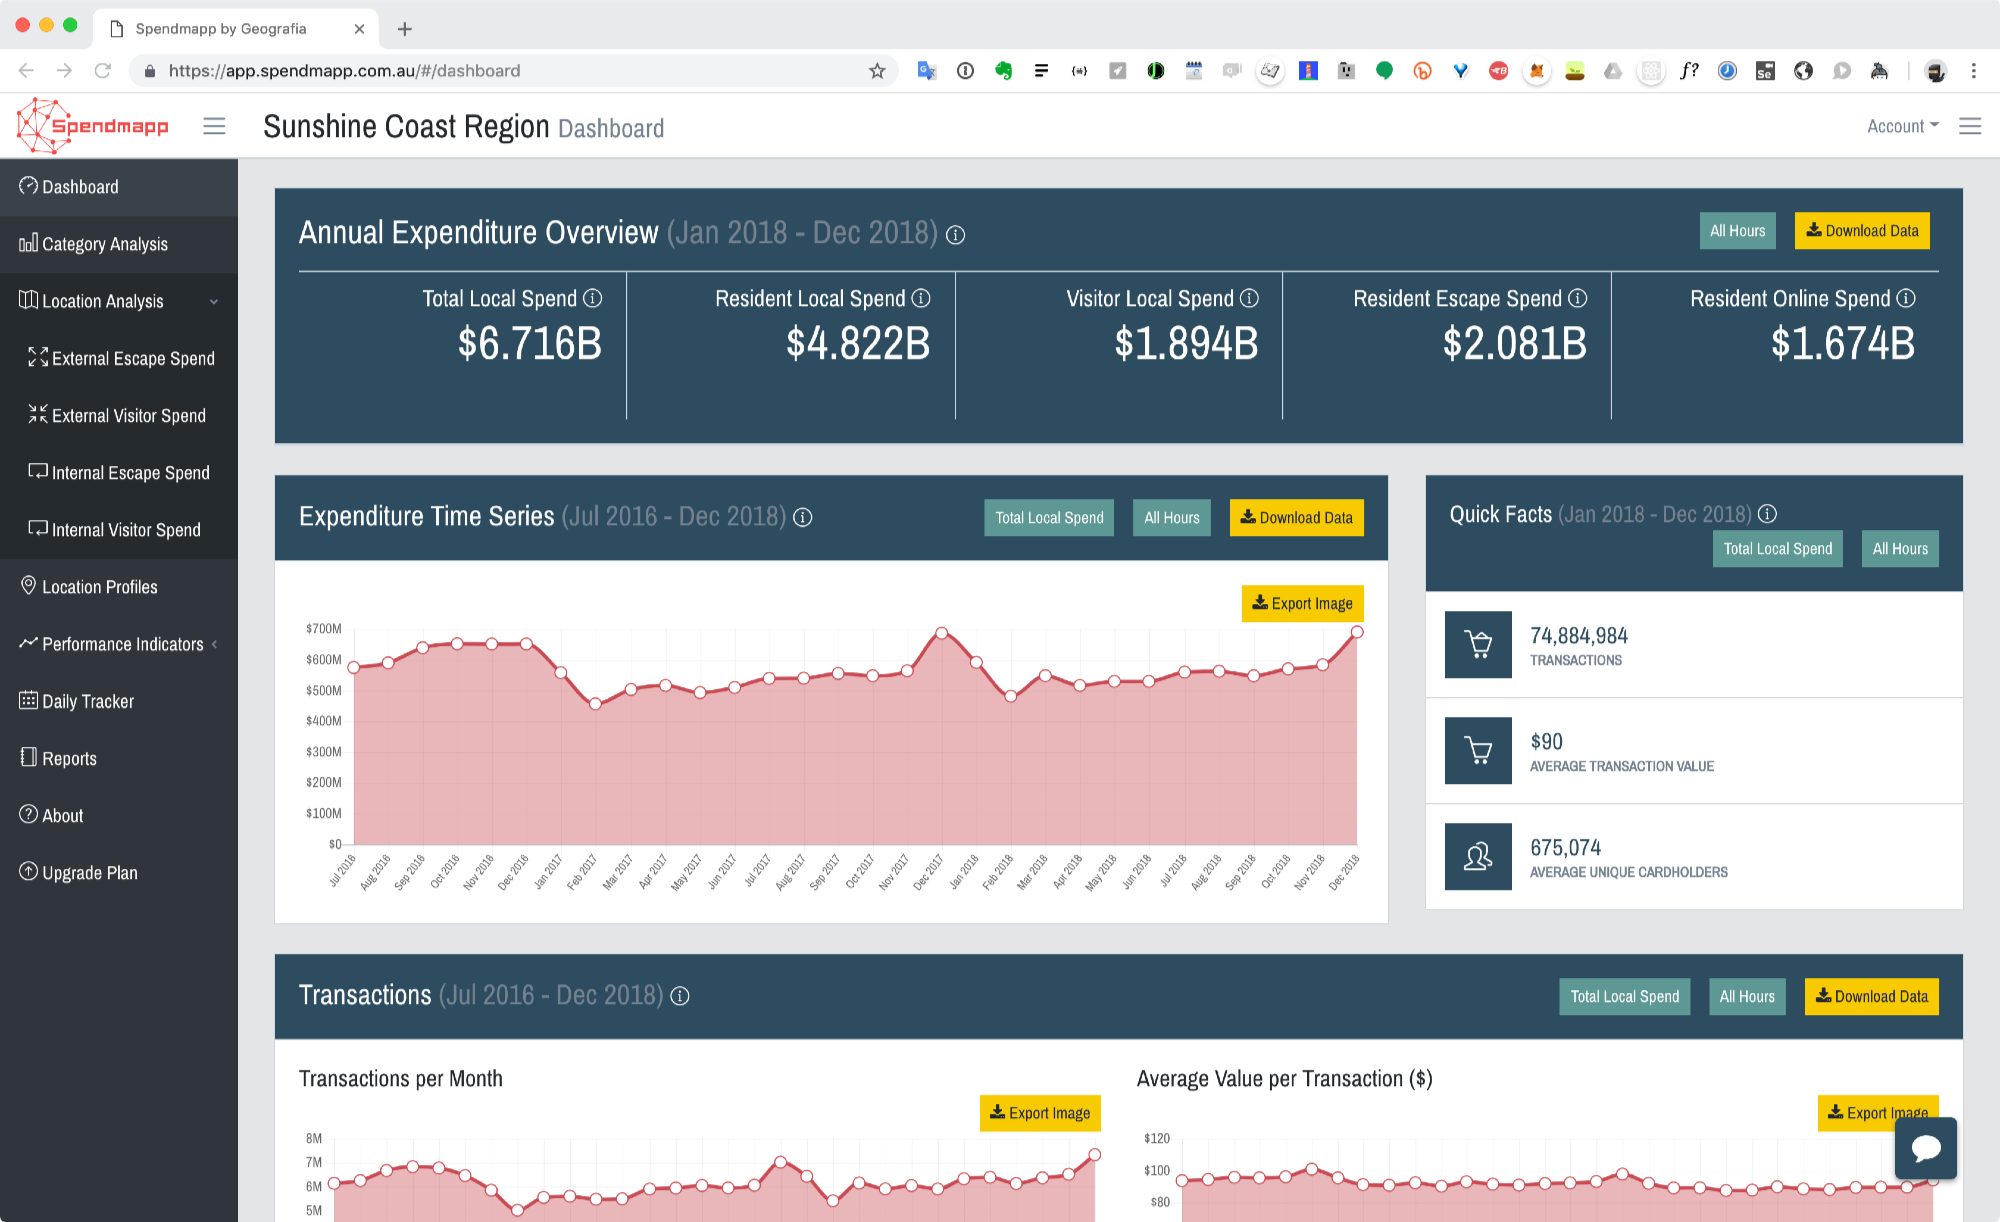 Spendmapp by Geografia
https://app.spendmapp.com.au/#/dashboard
Spendmapp
Sunshine Coast Region Dashboard
Account
Dashboard
Category Analysis
Location Analysis
External Escape Spend
External Visitor Spend
Internal Escape Spend
Internal Visitor Spend
Location Profiles
Performance Indicators
Daily Tracker
Reports
About
Upgrade Plan
Annual Expenditure Overview (Jan 2018 - Dec 2018)
All Hours
Download Data
Total Local Spend
$6.716B
Resident Local Spend
$4.822B
Visitor Local Spend
$1.894B
Resident Escape Spend
$2.081B
Resident Online Spend
$1.674B
Expenditure Time Series (Jul 2016 - Dec 2018)
Total Local Spend
All Hours
Download Data
Export Image
$700M
$600M
$500M
$400M
$300M
$200M
$100M
$0
Jul 2016
Aug 2016
Sep 2016
Oct 2016
Nov 2016
Dec 2016
Jan 2017
Feb 2017
Mar 2017
Apr 2017
May 2017
Jun 2017
Jul 2017
Aug 2017
Sep 2017
Oct 2017
Nov 2017
Dec 2017
Jan 2018
Feb 2018
Mar 2018
Apr 2018
May 2018
Jun 2018
Jul 2018
Aug 2018
Sep 2018
Oct 2018
Nov 2018
Dec 2018
Quick Facts (Jan 2018 - Dec 2018)
Total Local Spend
All Hours
74,884,984
TRANSACTIONS
$90
AVERAGE TRANSACTION VALUE
675,074
AVERAGE UNIQUE CARDHOLDERS
Transactions (Jul 2016 - Dec 2018)
Total Local Spend
All Hours
Download Data
Transactions per Month
Export Image
8M
7M
6M
5M
Average Value per Transaction ($)
Export Image
$120
$100
$80